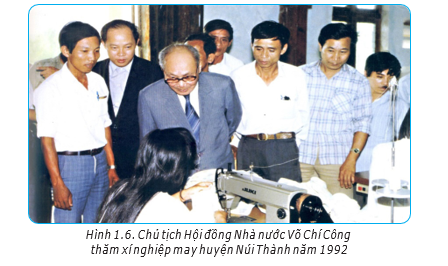 JUKI
Hình 1.6. Chủ tịch Hội đồng Nhà nước Võ Chí Công
thăm xí nghiệp may huyện Núi Thành năm 1992